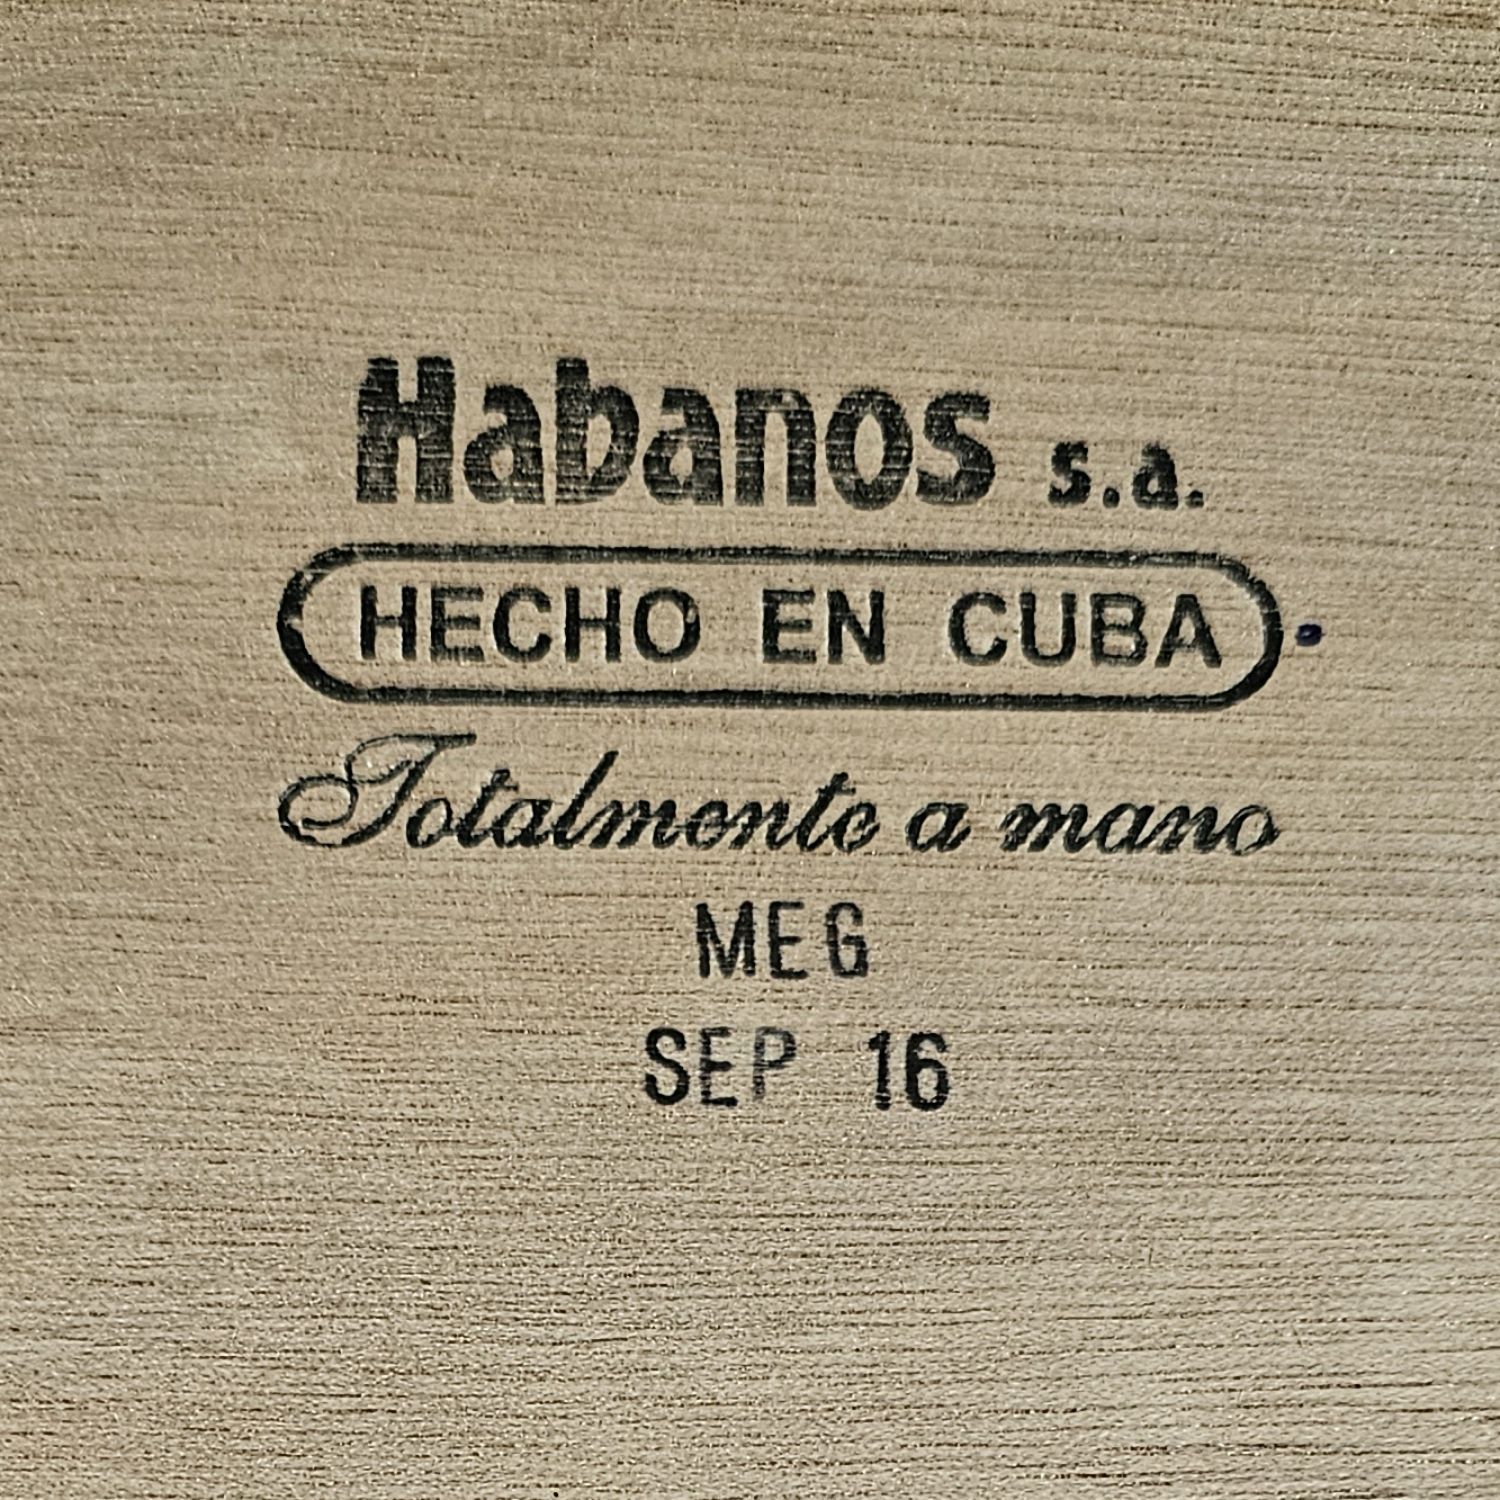 Habanos s.a.
HECHO EN CUBA
Totalmente a mano
MEG
SEP 16